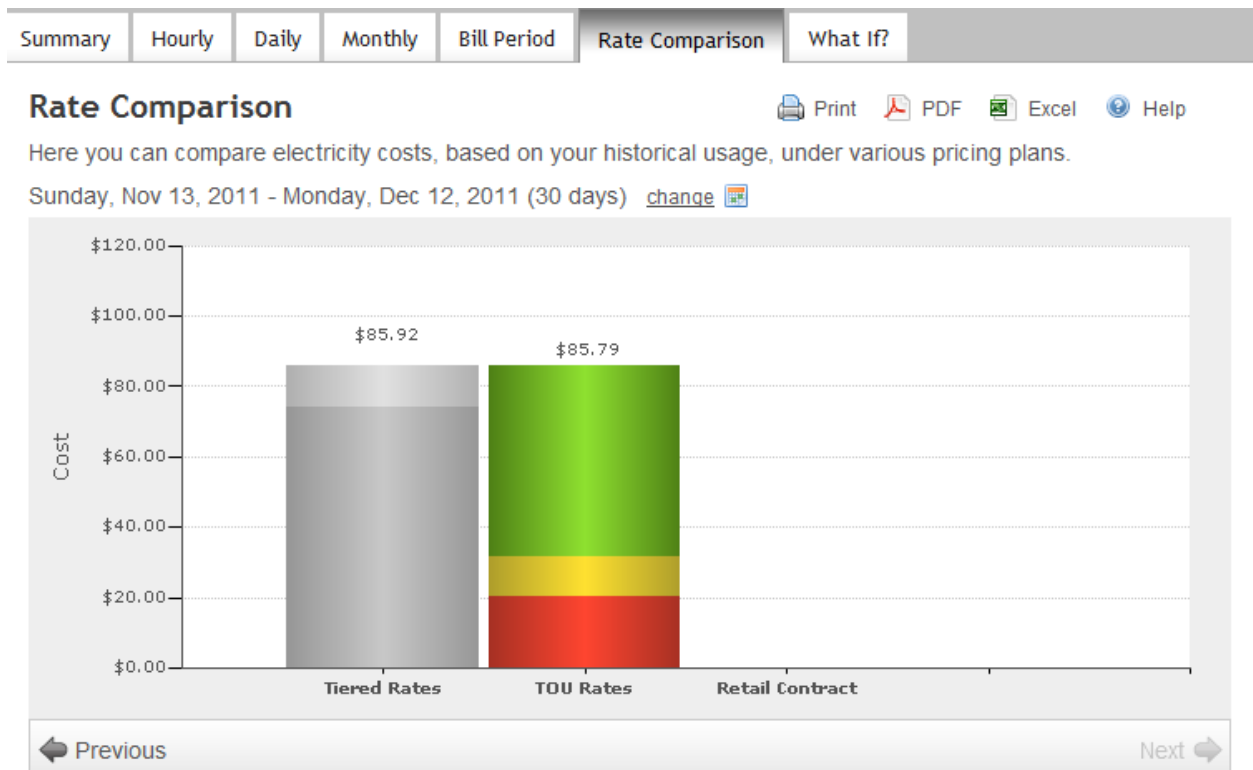 Summary Hourly Daily Monthly Bill Period Rate Comparison What If?
Rate Comparison Print PDF Excel Help
Here you can compare electricity costs, based on your historical usage, under various pricing plans.
Sunday, Nov 13, 2011 - Monday, Dec 12, 2011 (30 days) change
$120.00
$100.00
$85.92
$85.79
$80.00
Cost
$60.00
$40.00
$20.00
$0.00
Tiered Rates TOU Rates Retail Contract
Previous Next